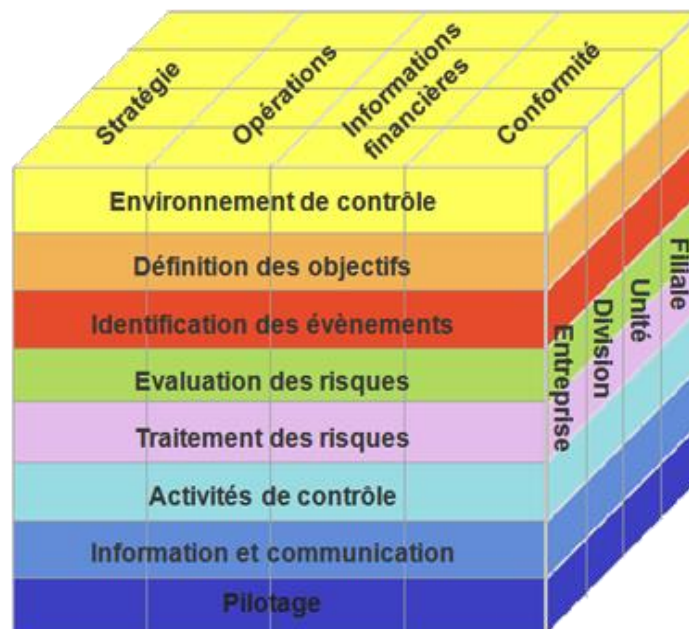 Stratégie
Opérations
Informations
financières
Conformité
Environnement de contrôle
Définition des objectifs
Identification des évènements
Evaluation des risques
Traitement des risques
Activités de contrôle
Information et communication
Pilotage
Entreprise
Division
Unité
Filiale